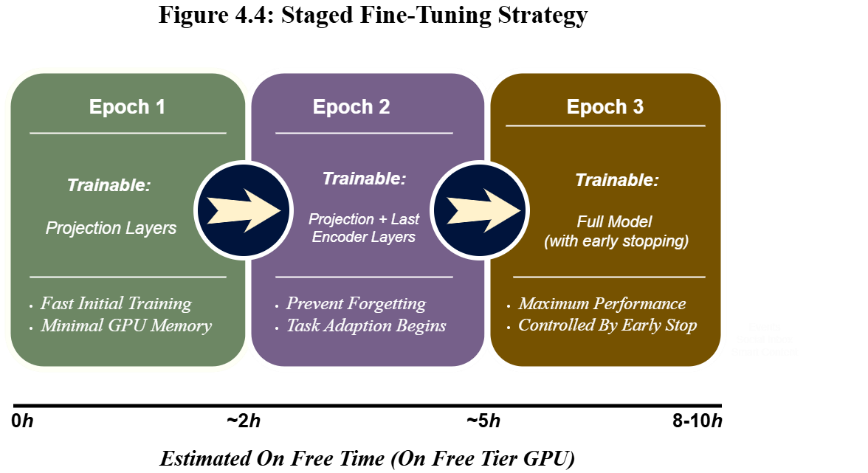 Figure 4.4: Staged Fine-Tuning Strategy
Epoch 1
Trainable:
Projection Layers
• Fast Initial Training
• Minimal GPU Memory
Epoch 2
Trainable:
Projection + Last
Encoder Layers
• Prevent Forgetting
• Task Adaption Begins
Epoch 3
Trainable:
Full Model
(with early stopping)
• Maximum Performance
• Controlled By Early Stop
0h
~2h
~5h
8-10h
Estimated On Free Time (On Free Tier GPU)